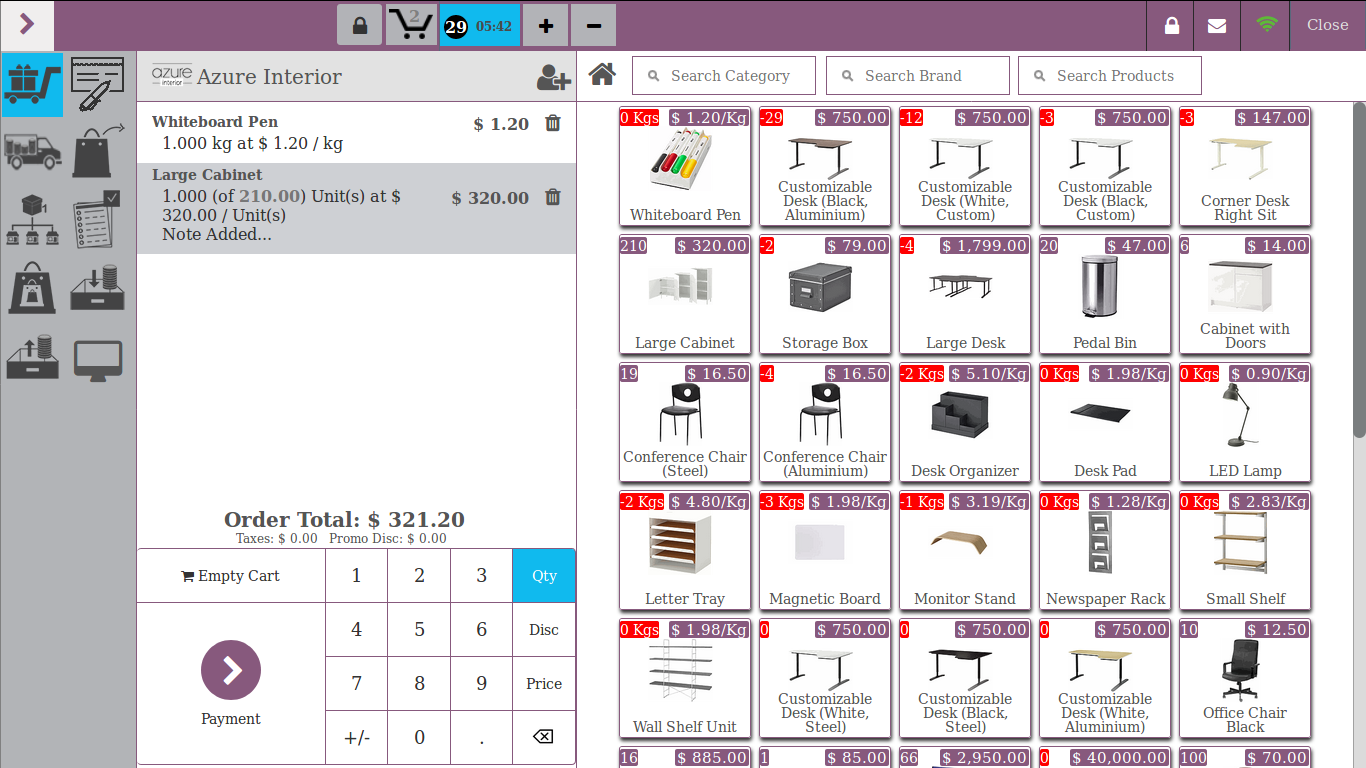 2
29 05:42
+
−
Close
azure
interior
Azure Interior
Search Category
Search Brand
Search Products
1
Whiteboard Pen
$ 1.20
1.000 kg at $ 1.20 / kg
Large Cabinet
1.000 (of 210.00) Unit(s) at $
320.00 / Unit(s)
$ 320.00
Note Added...
Order Total: $ 321.20
Taxes: $ 0.00 Promo Disc: $ 0.00
Empty Cart
1 2 3 Qty
4 5 6 Disc
7 8 9 Price
+/- 0 .
Payment
0 Kgs $ 1.20/Kg
Whiteboard Pen
-29 $ 750.00
Customizable
Desk (Black,
Aluminium)
-12 $ 750.00
Customizable
Desk (White,
Custom)
-3 $ 750.00
Customizable
Desk (Black,
Custom)
-3 $ 147.00
Corner Desk
Right Sit
210 $ 320.00
Large Cabinet
-2 $ 79.00
Storage Box
-4 $ 1,799.00
Large Desk
20 $ 47.00
Pedal Bin
6 $ 14.00
Cabinet with
Doors
19 $ 16.50
Conference Chair
(Steel)
-4 $ 16.50
Conference Chair
(Aluminium)
-2 Kgs $ 5.10/Kg
Desk Organizer
0 Kgs $ 1.98/Kg
Desk Pad
0 Kgs $ 0.90/Kg
LED Lamp
-2 Kgs $ 4.80/Kg
Letter Tray
-3 Kgs $ 1.98/Kg
Magnetic Board
-1 Kgs $ 3.19/Kg
Monitor Stand
0 Kgs $ 1.28/Kg
Newspaper Rack
0 Kgs $ 2.83/Kg
Small Shelf
0 Kgs $ 1.98/Kg
Wall Shelf Unit
0 $ 750.00
Customizable
Desk (White,
Steel)
0 $ 750.00
Customizable
Desk (Black,
Steel)
0 $ 750.00
Customizable
Desk (White,
Aluminium)
10 $ 12.50
Office Chair
Black
16 $ 885.00
1 $ 85.00
66 $ 2,950.00
0 $ 40,000.00
100 $ 70.00